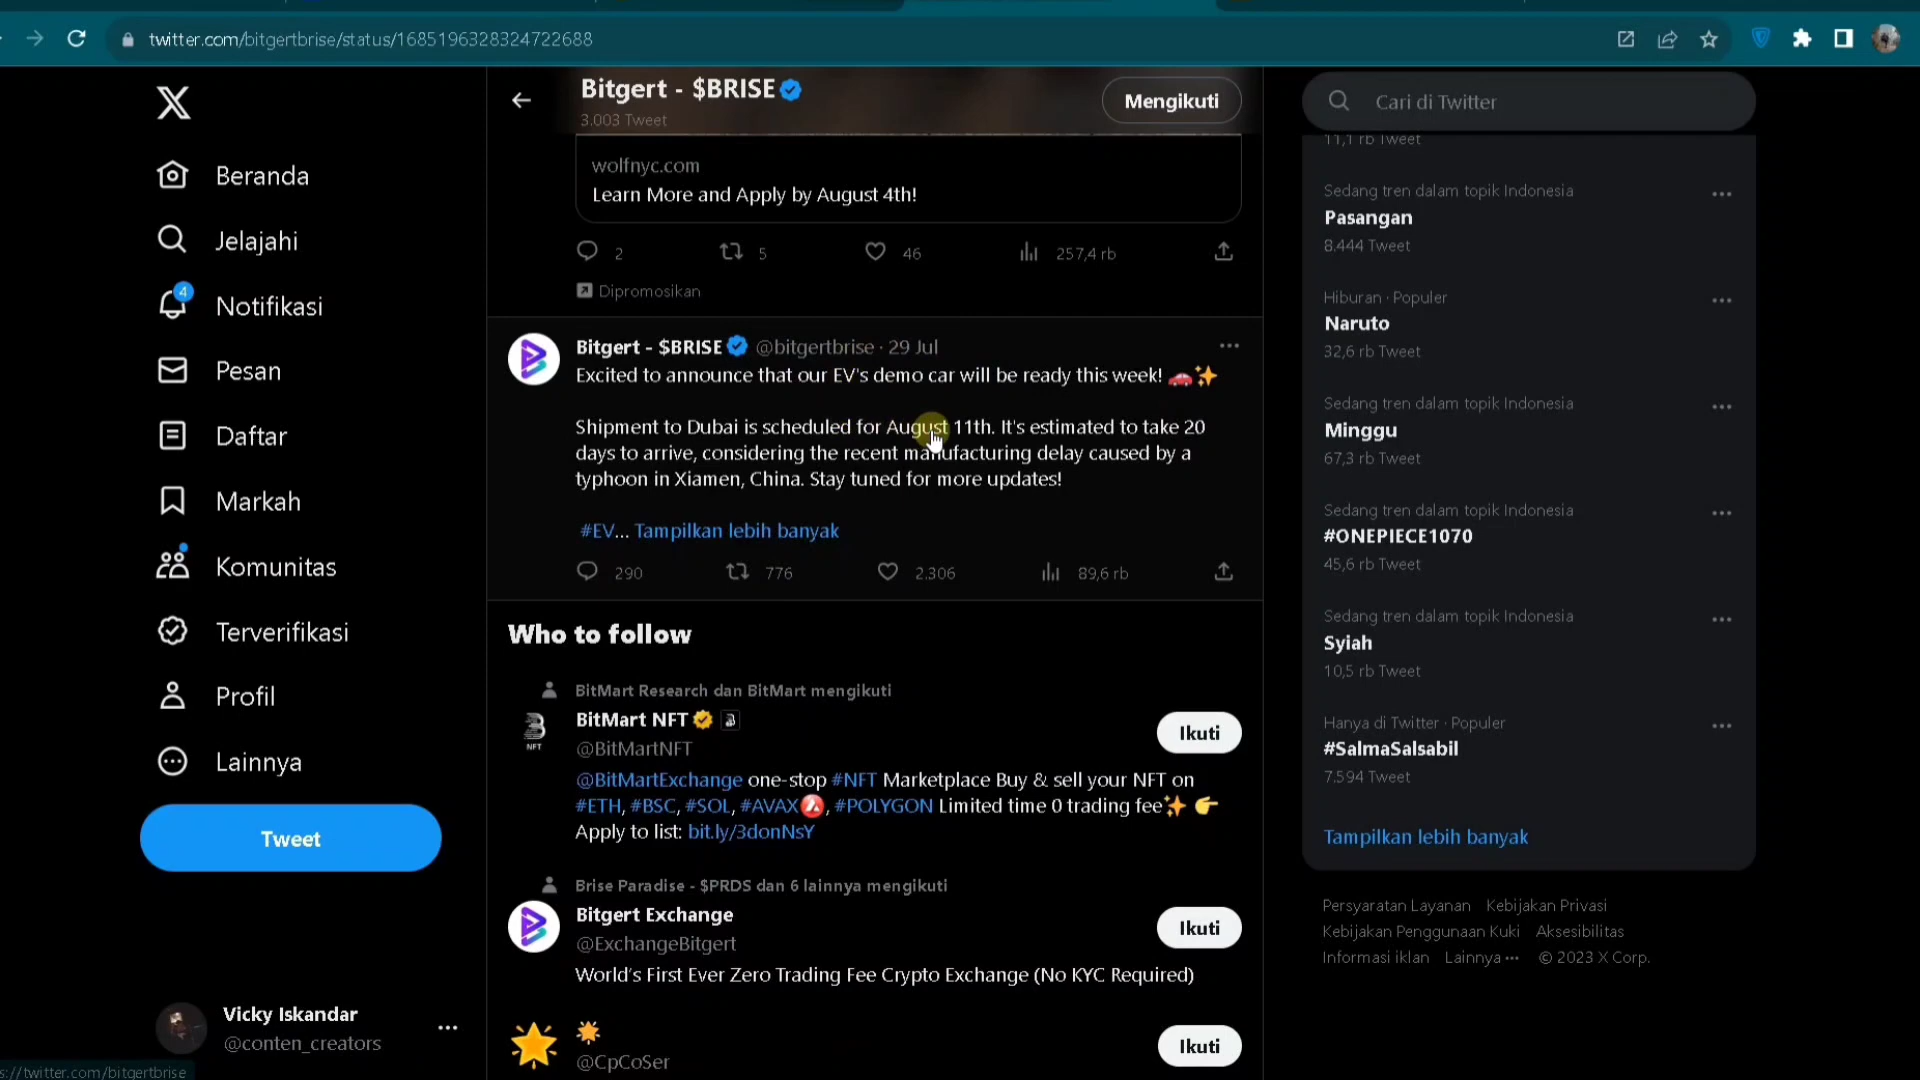 twitter.com/bitgertbrise/status/1685196328324722688
Beranda
Jelajahi
4
Notifikasi
Pesan
Daftar
Markah
Komunitas
Terverifikasi
Profil
Lainnya
Tweet
Vicky Iskandar
@conten_creators
s://twitter.com/bitgertbrise
Bitgert - $BRISE
3.003 Tweet
Mengikuti
wolfnyc.com
Learn More and Apply by August 4th!
2 5 46 257,4 rb
Dipromosikan
Bitgert - $BRISE @bitgertbrise · 29 Jul
Excited to announce that our EV's demo car will be ready this week! 🚗✨
Shipment to Dubai is scheduled for August 11th. It's estimated to take 20
days to arrive, considering the recent manufacturing delay caused by a
typhoon in Xiamen, China. Stay tuned for more updates!
#EV... Tampilkan lebih banyak
290 776 2.306 89,6 rb
Who to follow
BitMart Research dan BitMart mengikuti
BitMart NFT
@BitMartNFT
Ikuti
@BitMartExchange one-stop #NFT Marketplace Buy & sell your NFT on
#ETH, #BSC, #SOL, #AVAX, #POLYGON Limited time 0 trading fee✨ 👉
Apply to list: bit.ly/3donNsY
Brise Paradise - $PRDS dan 6 lainnya mengikuti
Bitgert Exchange
@ExchangeBitgert
Ikuti
World's First Ever Zero Trading Fee Crypto Exchange (No KYC Required)
🌟
@CpCoSer
Ikuti
Cari di Twitter
11,1 rb Tweet
Sedang tren dalam topik Indonesia
Pasangan
8.444 Tweet
Hiburan · Populer
Naruto
32,6 rb Tweet
Sedang tren dalam topik Indonesia
Minggu
67,3 rb Tweet
Sedang tren dalam topik Indonesia
#ONEPIECE1070
45,6 rb Tweet
Sedang tren dalam topik Indonesia
Syiah
10,5 rb Tweet
Hanya di Twitter · Populer
#SalmaSalsabil
7.594 Tweet
Tampilkan lebih banyak
Persyaratan Layanan Kebijakan Privasi
Kebijakan Penggunaan Kuki Aksesibilitas
Informasi iklan Lainnya ··· © 2023 X Corp.